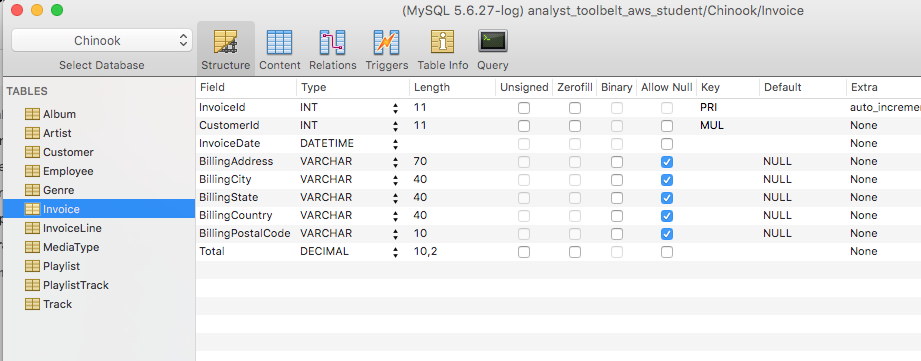 (MySQL 5.6.27-log) analyst_toolbelt_aws_student/Chinook/Invoice
Chinook
Select Database
Structure Content Relations Triggers Table Info Query
TABLES
Album
Artist
Customer
Employee
Genre
Invoice
InvoiceLine
MediaType
Playlist
PlaylistTrack
Track
Field Type Length Unsigned Zerofill Binary Allow Null Key Default Extra
InvoiceId INT 11 PRI auto_increme
CustomerId INT 11 MUL None
InvoiceDate DATETIME None
BillingAddress VARCHAR 70 NULL None
BillingCity VARCHAR 40 NULL None
BillingState VARCHAR 40 NULL None
BillingCountry VARCHAR 40 NULL None
BillingPostalCode VARCHAR 10 NULL None
Total DECIMAL 10,2 None